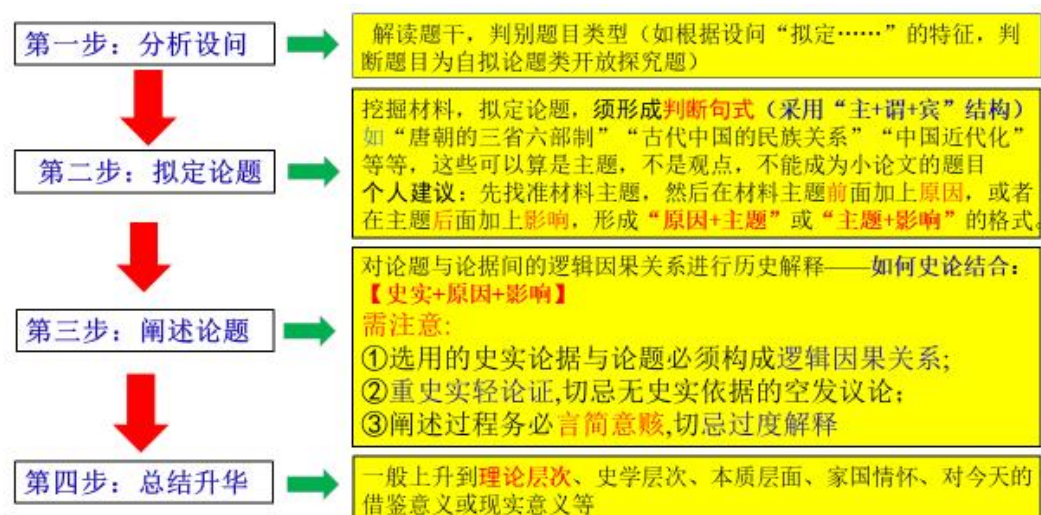 第一步：分析设问
解读题干，判别题目类型（如根据设问“拟定……”的特征，判
断题目为自拟论题类开放探究题）
第二步：拟定论题
挖掘材料，拟定论题，须形成判断句式（采用“主+谓+宾”结构）
如“唐朝的三省六部制”“古代中国的民族关系”“中国近代化”
等等，这些可以算是主题，不是观点，不能成为小论文的题目
个人建议：先找准材料主题，然后在材料主题前面加上原因，或者
在主题后面加上影响，形成“原因+主题”或“主题+影响”的格式。
第三步：阐述论题
对论题与论据间的逻辑因果关系进行历史解释——如何史论结合：
【史实+原因+影响】
需注意:
①选用的史实论据与论题必须构成逻辑因果关系;
②重史实轻论证,切忌无史实依据的空发议论；
③阐述过程务必言简意赅,切忌过度解释
第四步：总结升华
一般上升到理论层次、史学层次、本质层面、家国情怀、对今天的
借鉴意义或现实意义等